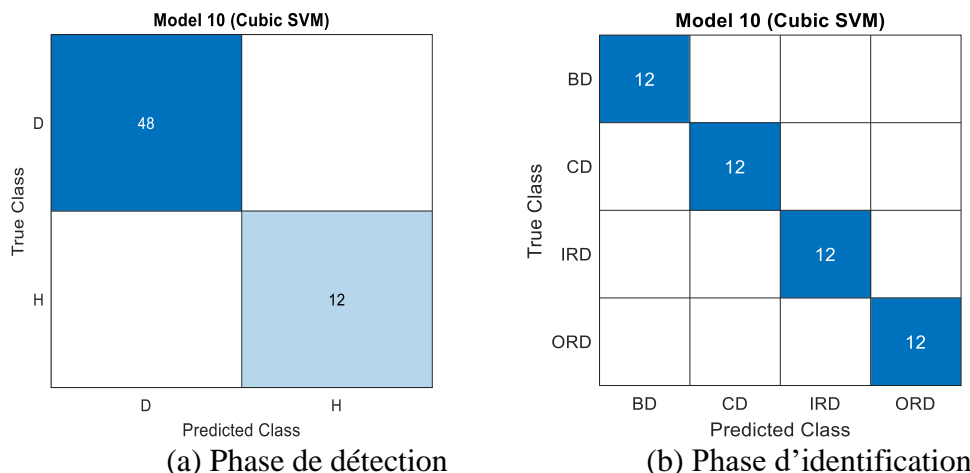 Model 10 (Cubic SVM)
D
48
H
12
True Class
D H
Predicted Class
(a) Phase de détection
Model 10 (Cubic SVM)
BD
12
CD
12
IRD
12
ORD
12
True Class
BD CD IRD ORD
Predicted Class
(b) Phase d’identification